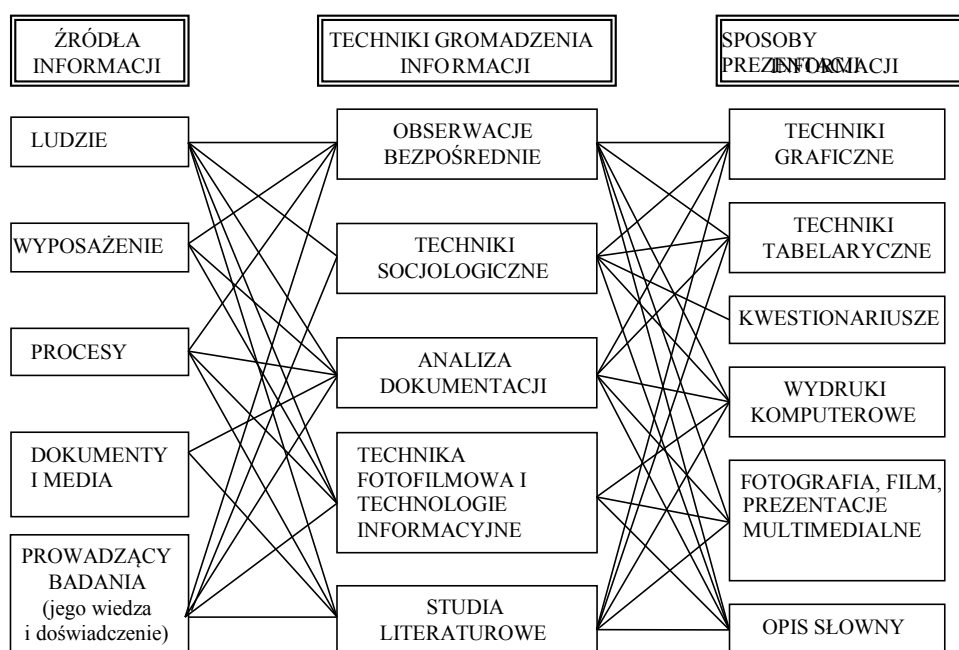 ŹRÓDŁA
INFORMACJI
TECHNIKI GROMADZENIA
INFORMACJI
SPOSOBY
PREZENTACJI
INFORMACJI
LUDZIE
WYPOSAŻENIE
PROCESY
DOKUMENTY
I MEDIA
PROWADZĄCY
BADANIA
(jego wiedza
i doświadczenie)
OBSERWACJE
BEZPOŚREDNIE
TECHNIKI
SOCJOLOGICZNE
ANALIZA
DOKUMENTACJI
TECHNIKA
FOTOFILMOWA I
TECHNOLOGIE
INFORMACYJNE
STUDIA
LITERATUROWE
TECHNIKI
GRAFICZNE
TECHNIKI
TABELARYCZNE
KWESTIONARIUSZE
WYDRUKI
KOMPUTEROWE
FOTOGRAFIA, FILM,
PREZENTACJE
MULTIMEDIALNE
OPIS SŁOWNY